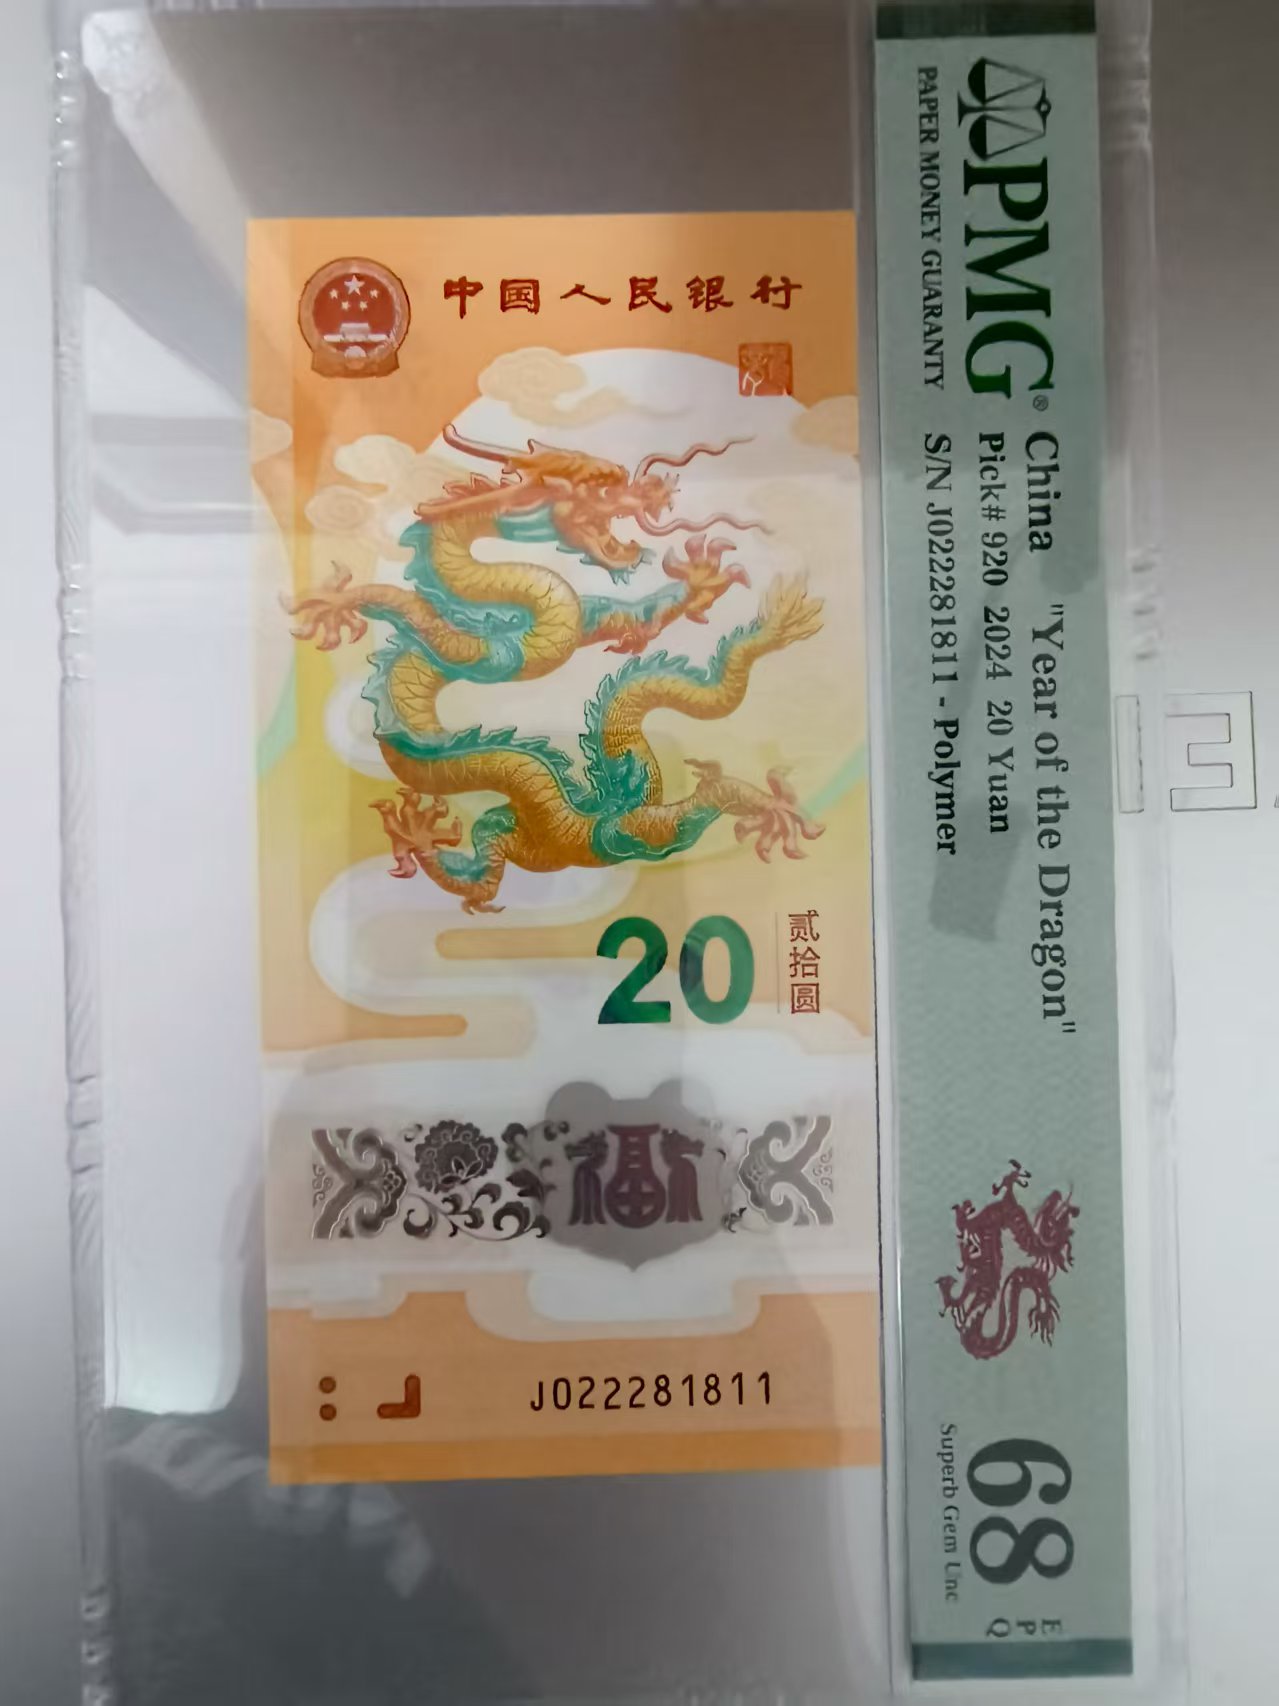 中国人民银行
20
贰拾圆
福
J022281811
PMG®
PAPER MONEY GUARANTY
China "Year of the Dragon"
Pick# 920 2024 20 Yuan
S/N J022281811 - Polymer
68
EPQ
Superb Gem Unc